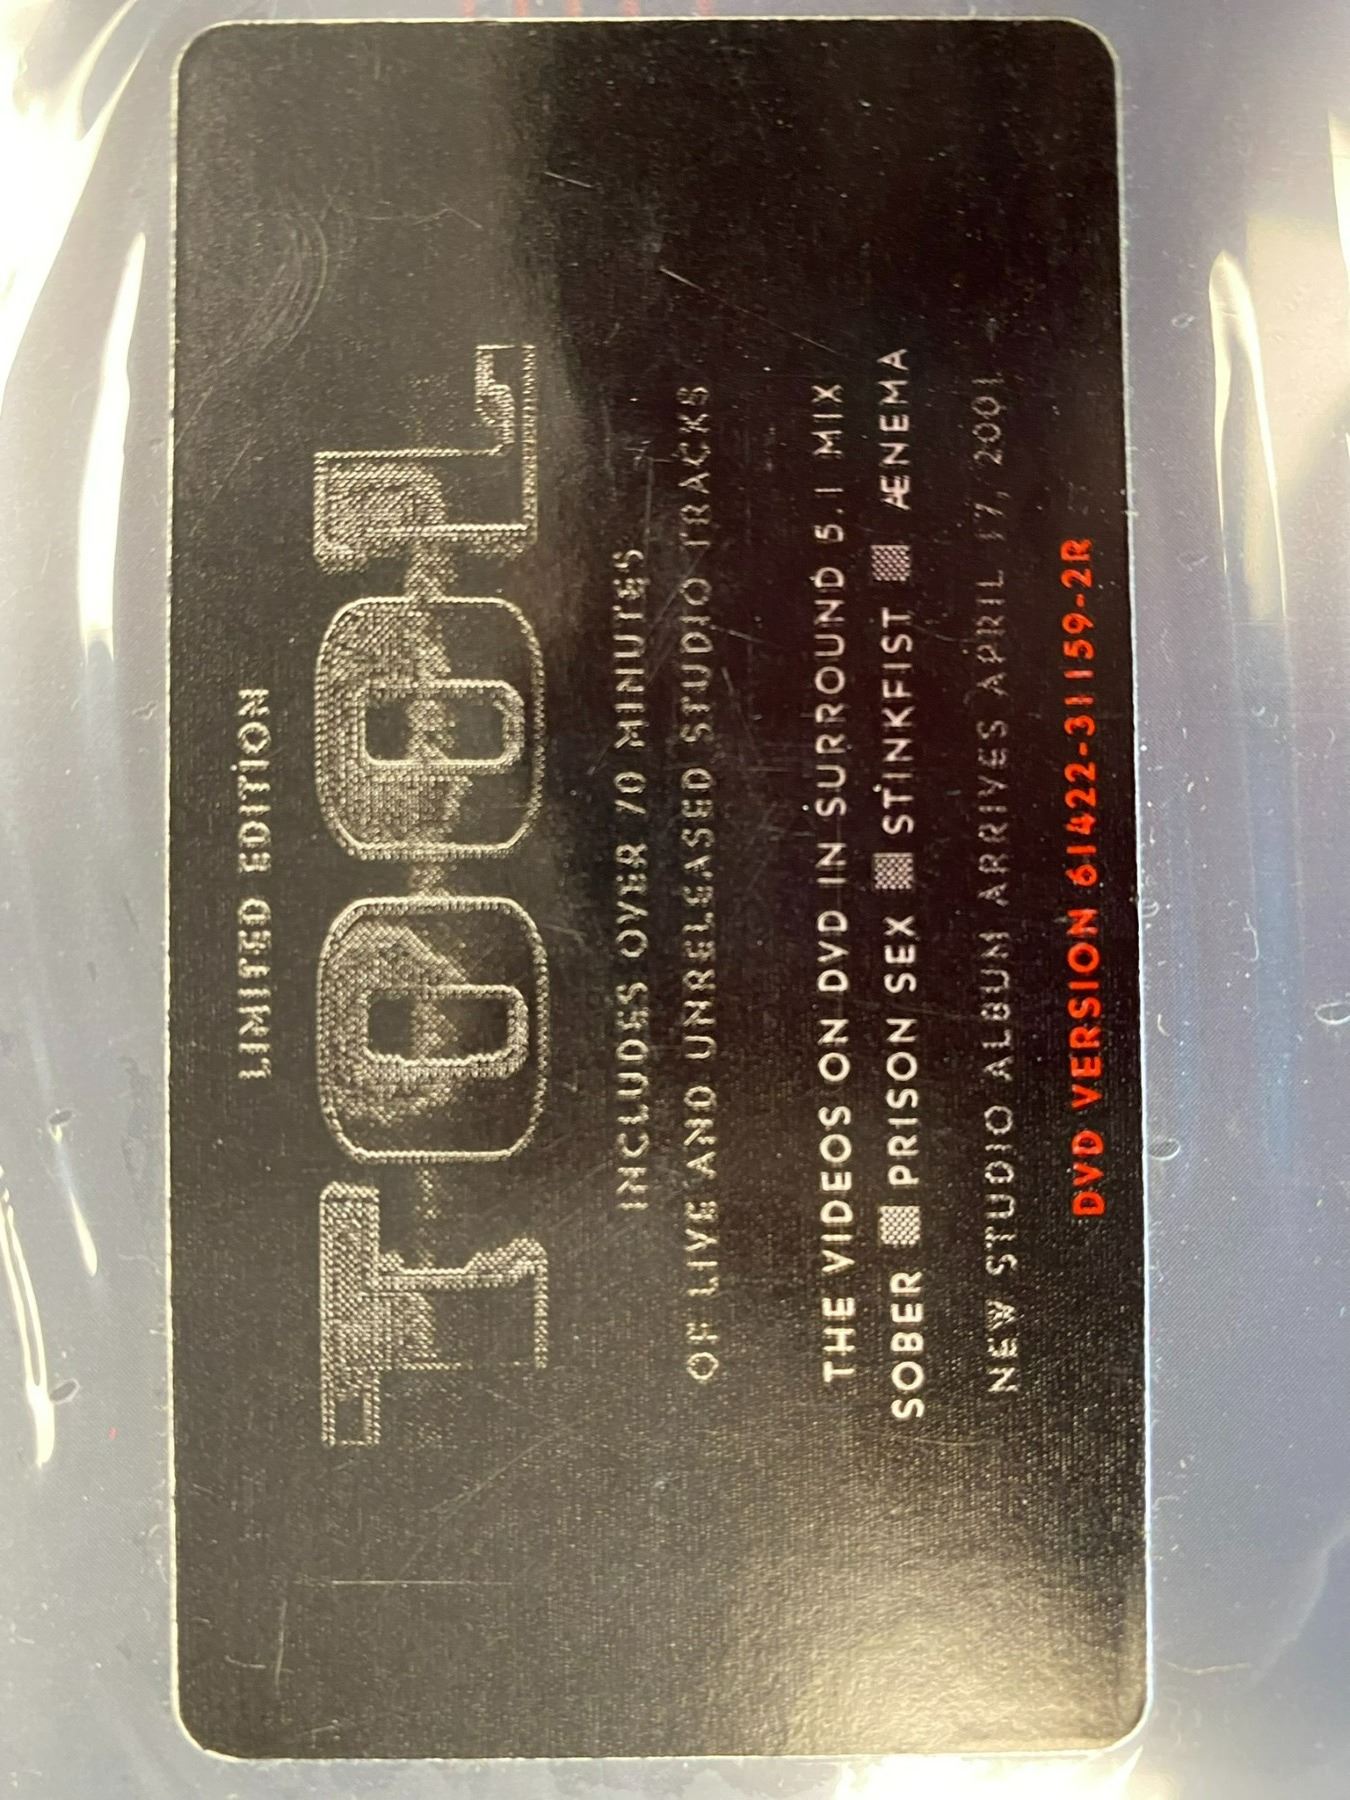 LIMITED EDITION
TOOL
INCLUDES OVER 70 MINUTES
OF LIVE AND UNRELEASED STUDIO TRACKS
THE VIDEOS ON DVD IN SURROUND 5.1 MIX
SOBER ▩ PRISON SEX ▩ STINKFIST ▩ ÆNEMA
NEW STUDIO ALBUM ARRIVES APRIL 17, 2001
DVD VERSION 61422-31159-2R